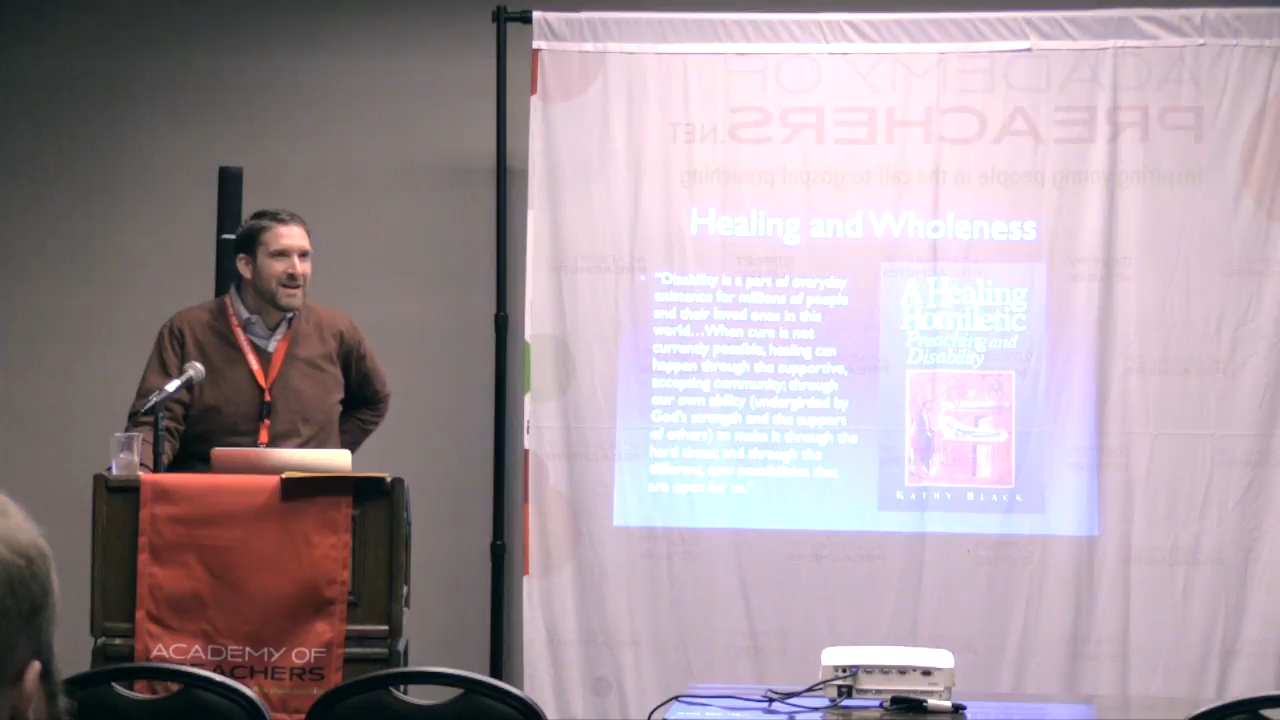 ACADEMY OF
PREACHERS.NET
Inspiring young people in the call to gospel preaching
Healing and Wholeness
• "Disability is a part of everyday
existence for millions of people
and their loved ones in this
world…When cure is not
currently possible, healing can
happen through the supportive,
accepting community; through
our own ability (undergirded by
God's strength and the support
of others) to make it through the
hard times; and through the
different, new possibilities that
are open for us."
A Healing
Homiletic
Preaching and
Disability
KATHY BLACK
ACADEMY OF
PREACHERS